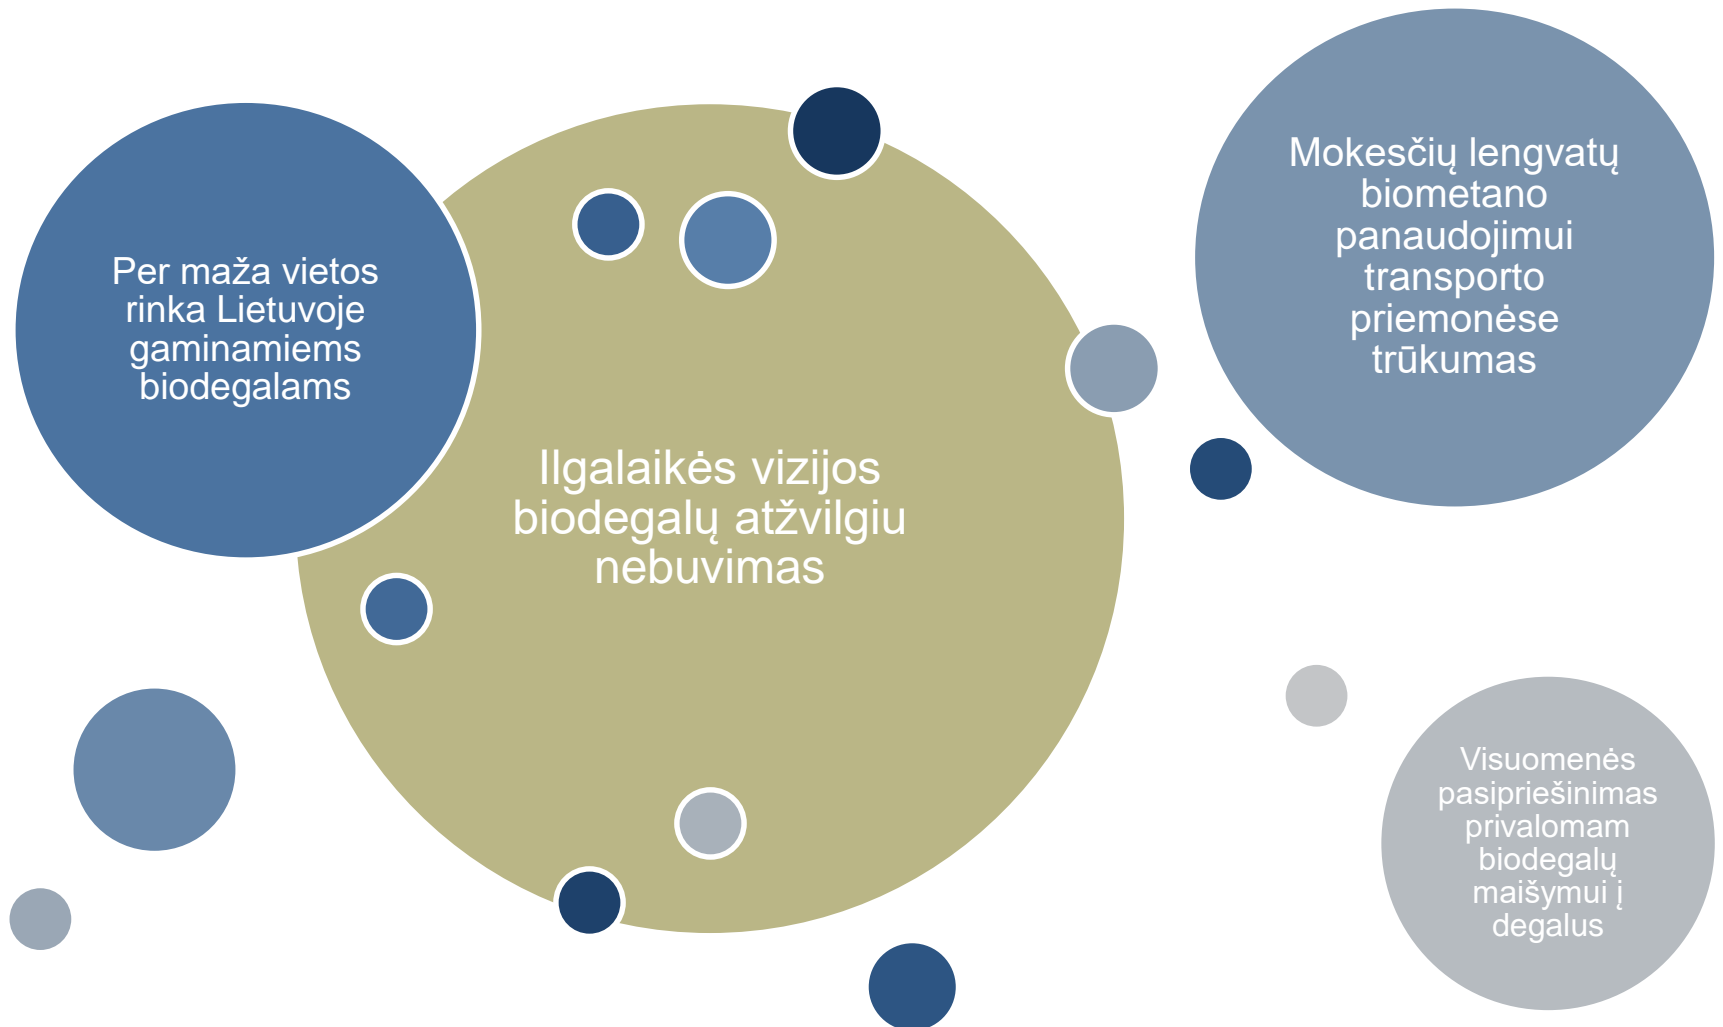 Per maža vietos
rinka Lietuvoje
gaminamiems
biodegalams
Ilgalaikės vizijos
biodegalų atžvilgiu
nebuvimas
Mokesčių lengvatų
biometano
panaudojimui
transporto
priemonėse
trūkumas
Visuomenės
pasipriešinimas
privalomam
biodegalų
maišymui į
degalus